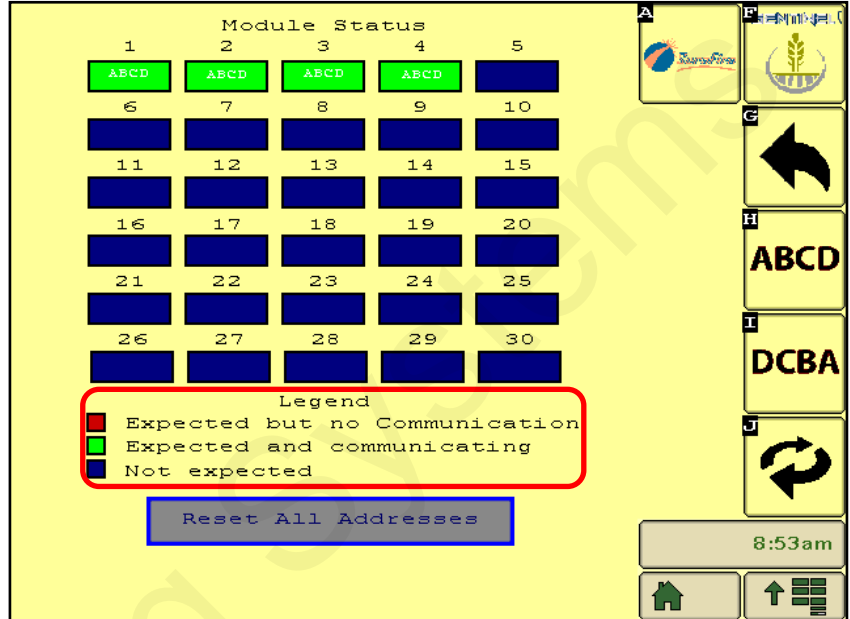 Module Status
1 2 3 4 5
ABCD ABCD ABCD ABCD
6 7 8 9 10
11 12 13 14 15
16 17 18 19 20
21 22 23 24 25
26 27 28 29 30
Legend
Expected but no Communication
Expected and communicating
Not expected
Reset All Addresses
A
SureFire
F
SENTINEL
G
H
ABCD
I
DCBA
J
8:53am